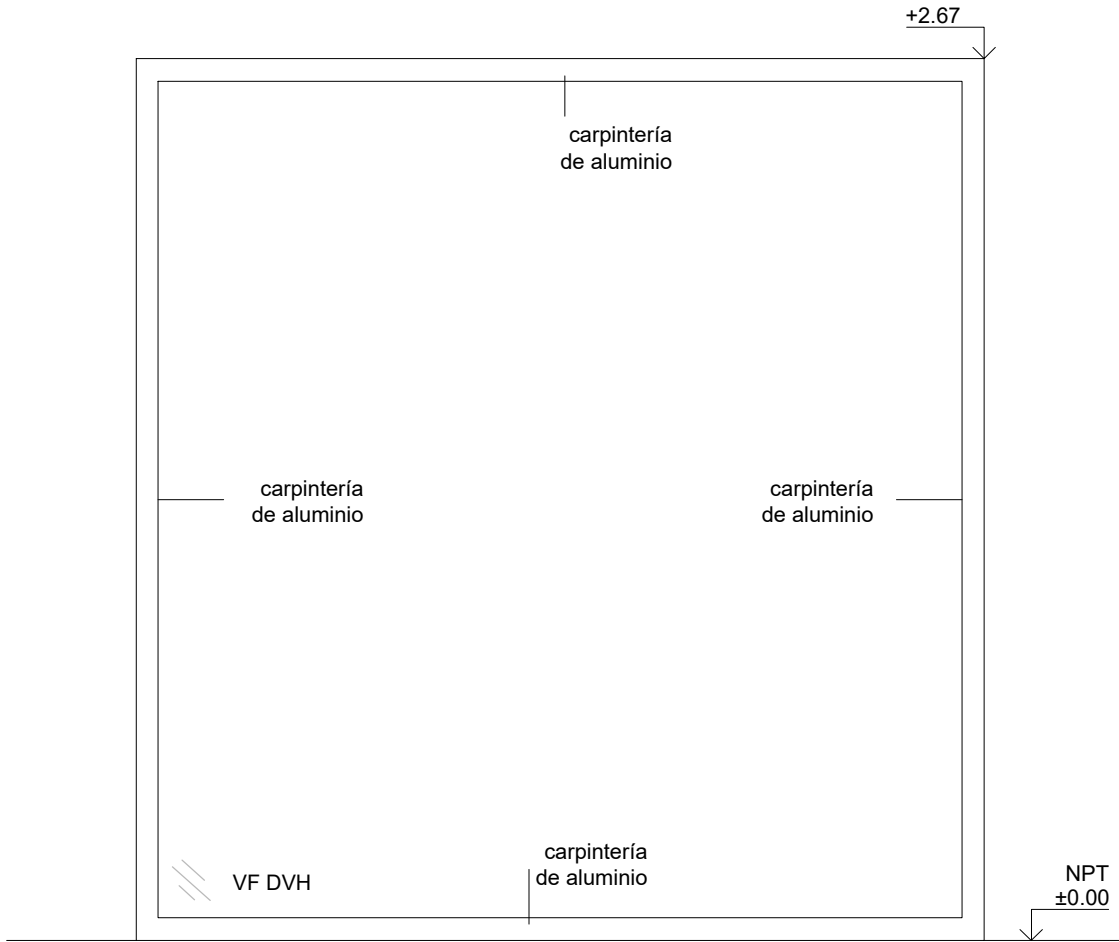 +2.67
carpintería
de aluminio
carpintería
de aluminio
carpintería
de aluminio
carpintería
de aluminio
VF DVH
NPT
±0.00